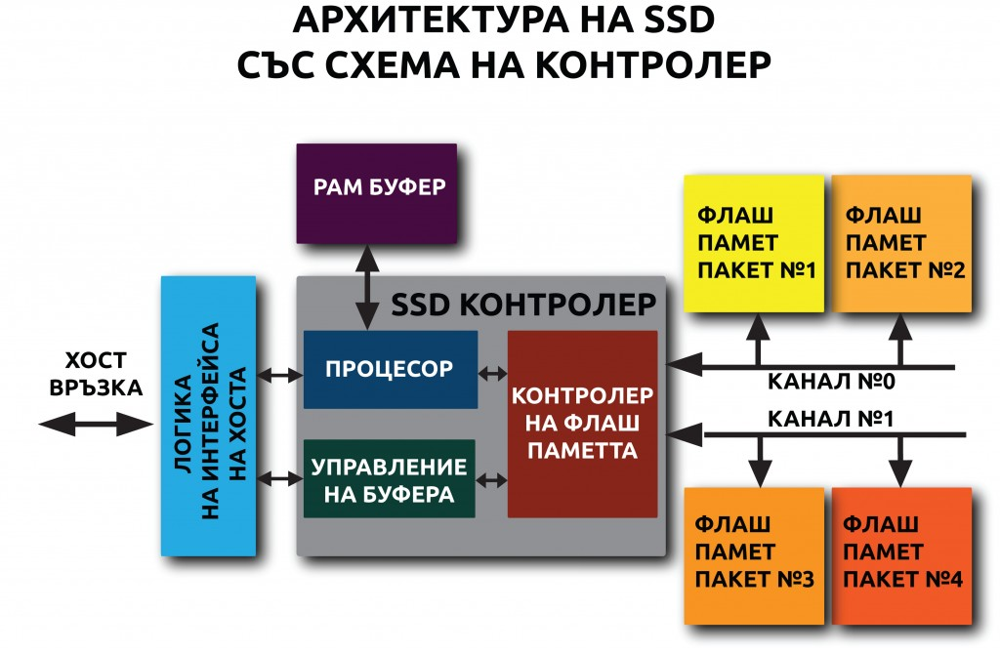 АРХИТЕКТУРА НА SSD
СЪС СХЕМА НА КОНТРОЛЕР
РАМ БУФЕР
ФЛАШ
ПАМЕТ
ПАКЕТ №1
ФЛАШ
ПАМЕТ
ПАКЕТ №2
SSD КОНТРОЛЕР
ХОСТ
ВРЪЗКА
ЛОГИКА
НА ИНТЕРФЕЙСА
НА ХОСТА
ПРОЦЕСОР
УПРАВЛЕНИЕ
НА БУФЕРА
КОНТРОЛЕР
НА ФЛАШ
ПАМЕТТА
КАНАЛ №0
КАНАЛ №1
ФЛАШ
ПАМЕТ
ПАКЕТ №3
ФЛАШ
ПАМЕТ
ПАКЕТ №4